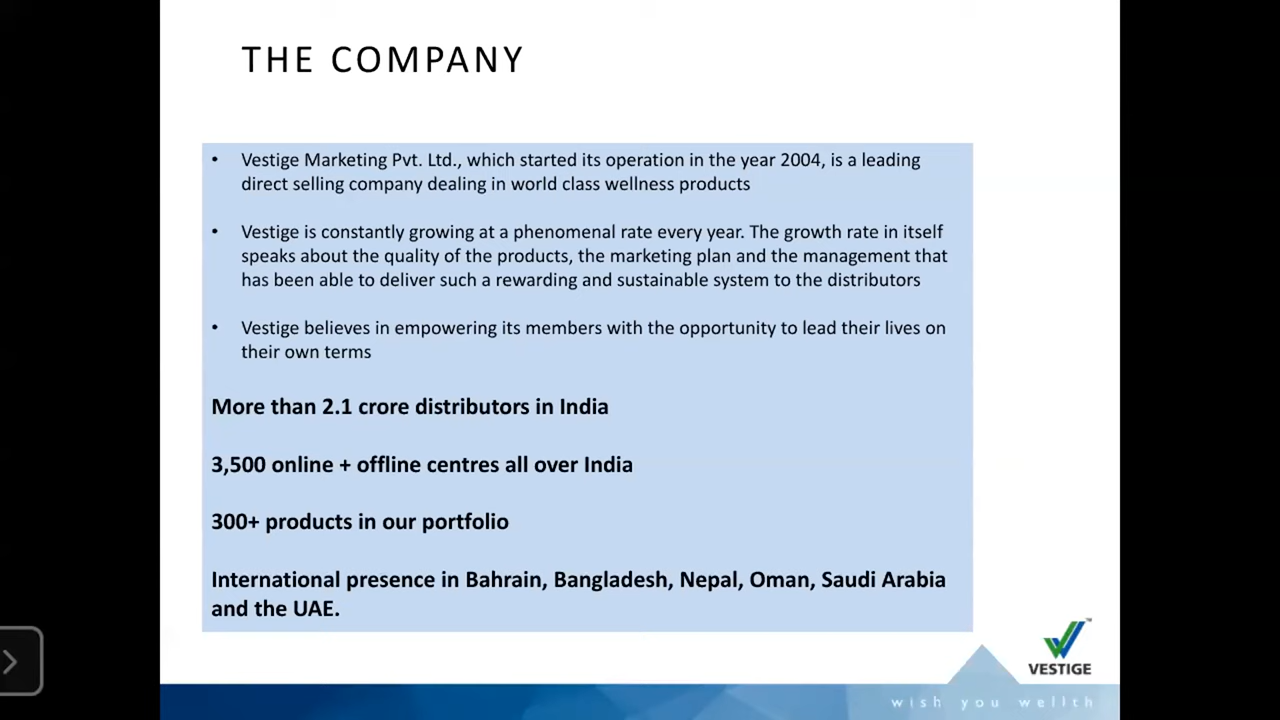 THE COMPANY
• Vestige Marketing Pvt. Ltd., which started its operation in the year 2004, is a leading
direct selling company dealing in world class wellness products
• Vestige is constantly growing at a phenomenal rate every year. The growth rate in itself
speaks about the quality of the products, the marketing plan and the management that
has been able to deliver such a rewarding and sustainable system to the distributors
• Vestige believes in empowering its members with the opportunity to lead their lives on
their own terms
More than 2.1 crore distributors in India
3,500 online + offline centres all over India
300+ products in our portfolio
International presence in Bahrain, Bangladesh, Nepal, Oman, Saudi Arabia
and the UAE.
VESTIGE
wish you wellth